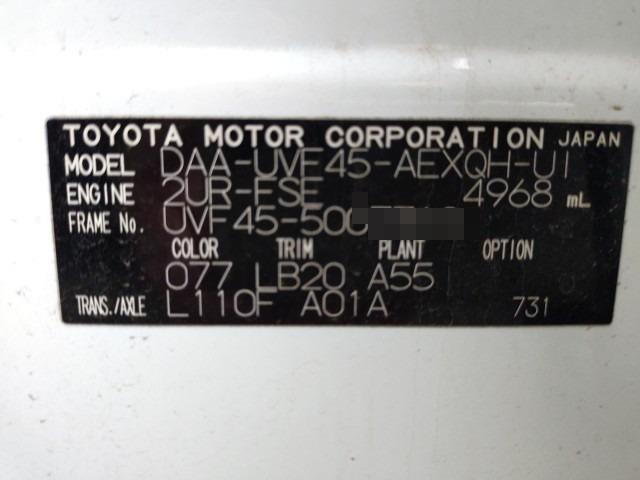 TOYOTA MOTOR CORPORATION JAPAN
MODEL DAA-UVF45-AEXQH-UI
ENGINE 2UR-FSE 4968 mL
FRAME No. UVF45-500
COLOR TRIM PLANT OPTION
077 LB20 A55
TRANS./AXLE L110F A01A 731